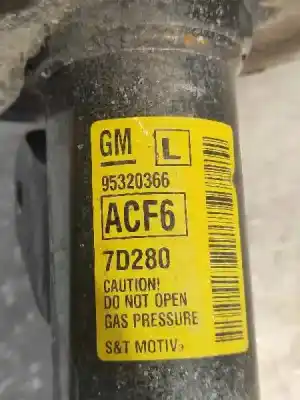 GM L
95320366
ACF6
7D280
CAUTION!
DO NOT OPEN
GAS PRESSURE
S&T MOTIV